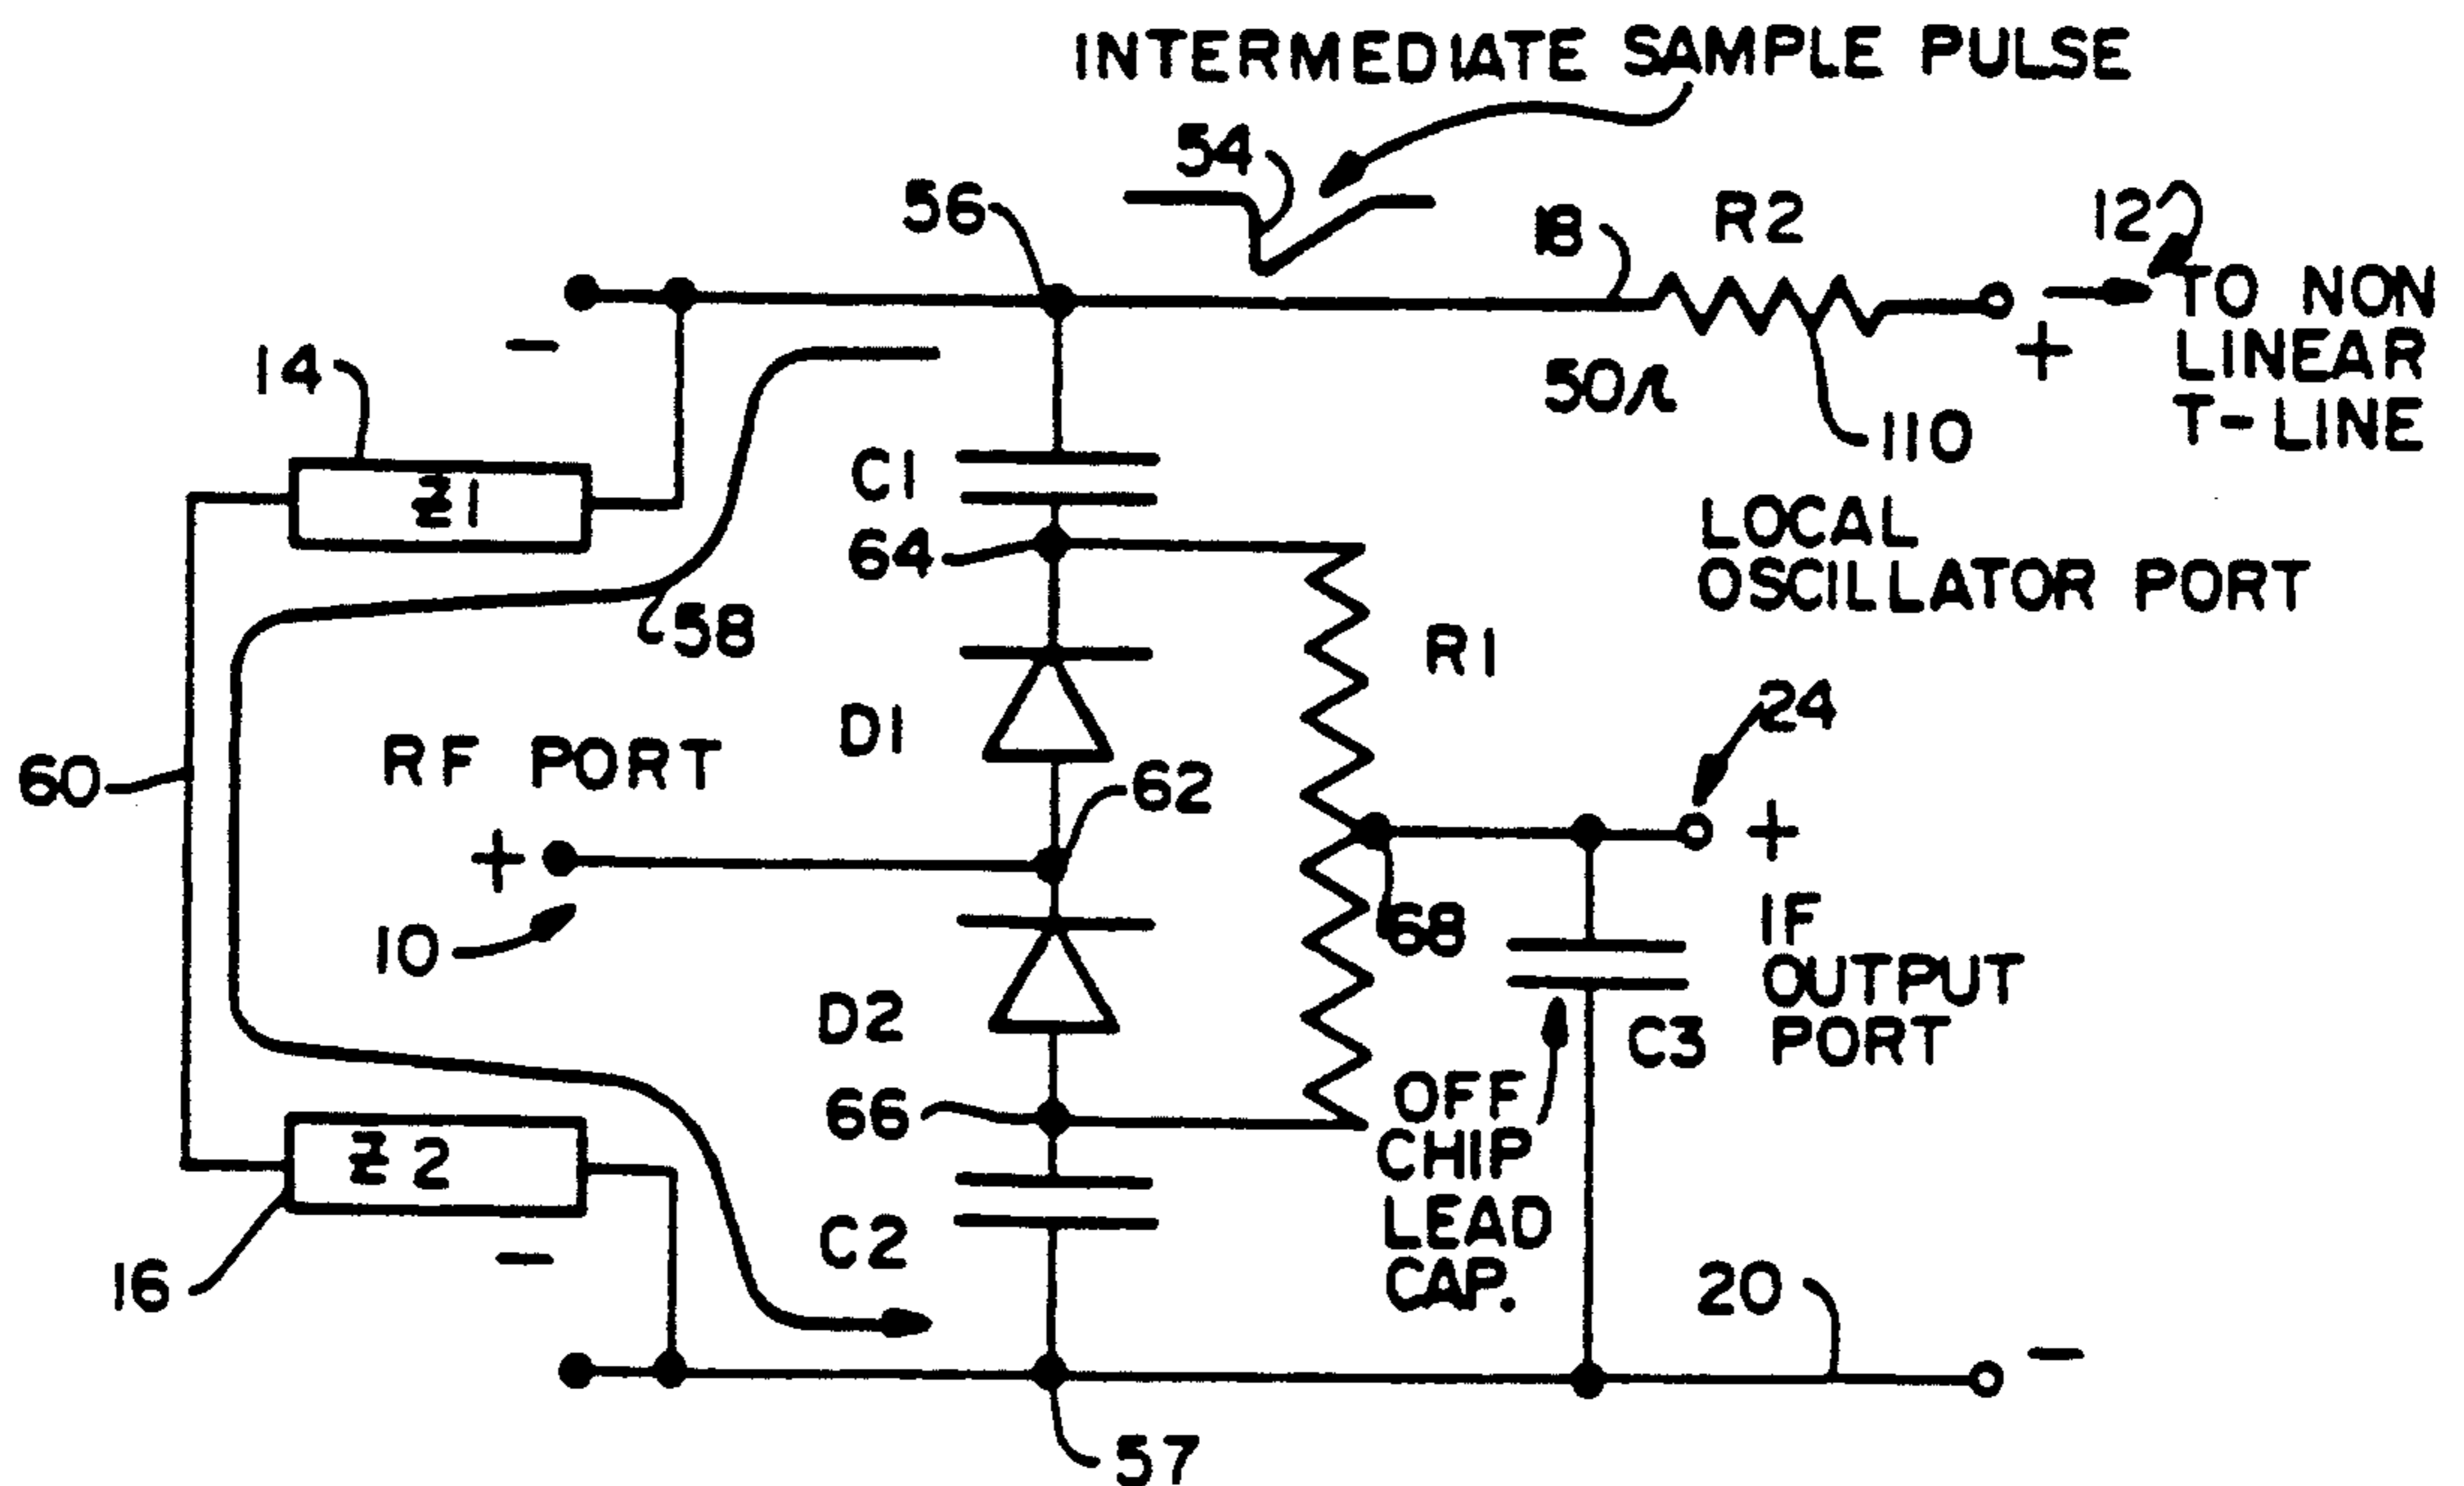 INTERMEDIATE SAMPLE PULSE
54
56
18
R2
12
TO NON
LINEAR
T-LINE
+
-
14
50Ω
110
Z1
C1
64
LOCAL
OSCILLATOR PORT
58
R1
D1
24
60
RF PORT
62
+
+
10
68
IF
OUTPUT
PORT
D2
C3
66
OFF
CHIP
LEAD
CAP.
Z2
C2
16
-
20
-
57